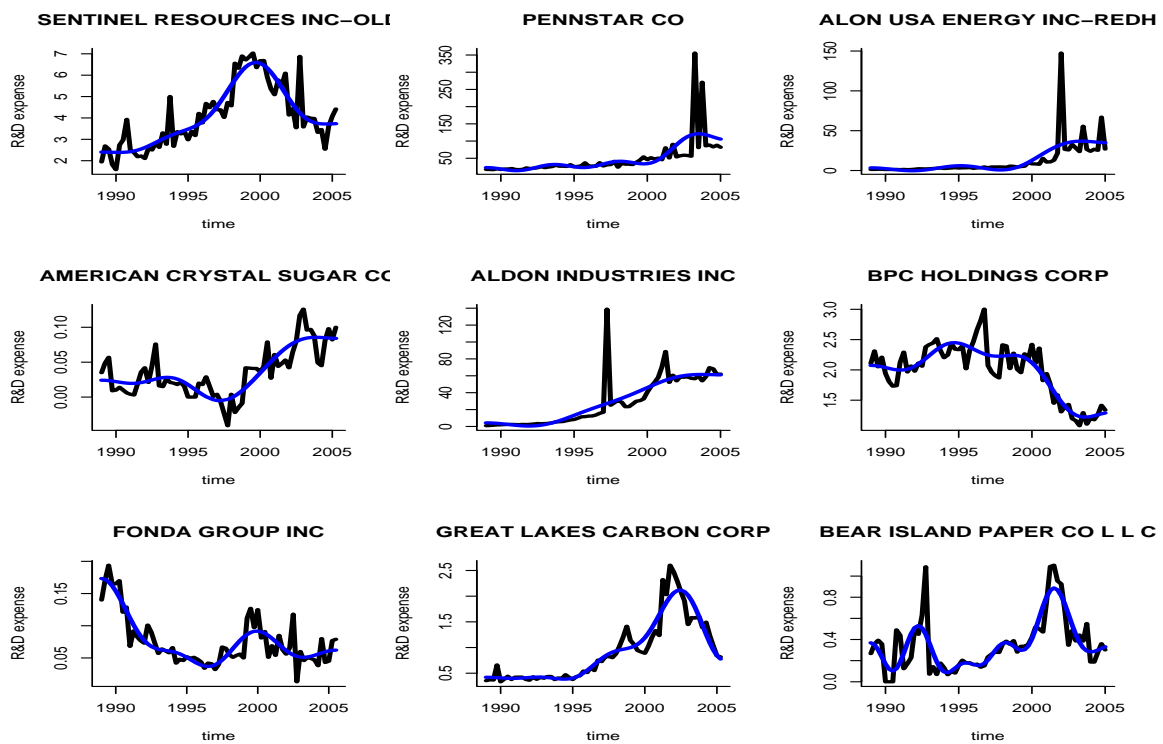 SENTINEL RESOURCES INC−OLD
PENNSTAR CO
ALON USA ENERGY INC−REDH
R&D expense
2 3 4 5 6 7
R&D expense
50 150 250 350
R&D expense
0 50 100 150
1990 1995 2000 2005
1990 1995 2000 2005
1990 1995 2000 2005
time
time
time
AMERICAN CRYSTAL SUGAR CO
ALDON INDUSTRIES INC
BPC HOLDINGS CORP
R&D expense
0.00 0.05 0.10
R&D expense
0 40 80 120
R&D expense
1.5 2.0 2.5 3.0
1990 1995 2000 2005
1990 1995 2000 2005
1990 1995 2000 2005
time
time
time
FONDA GROUP INC
GREAT LAKES CARBON CORP
BEAR ISLAND PAPER CO L L C
R&D expense
0.05 0.15
R&D expense
0.5 1.5 2.5
R&D expense
0.0 0.4 0.8
1990 1995 2000 2005
1990 1995 2000 2005
1990 1995 2000 2005
time
time
time